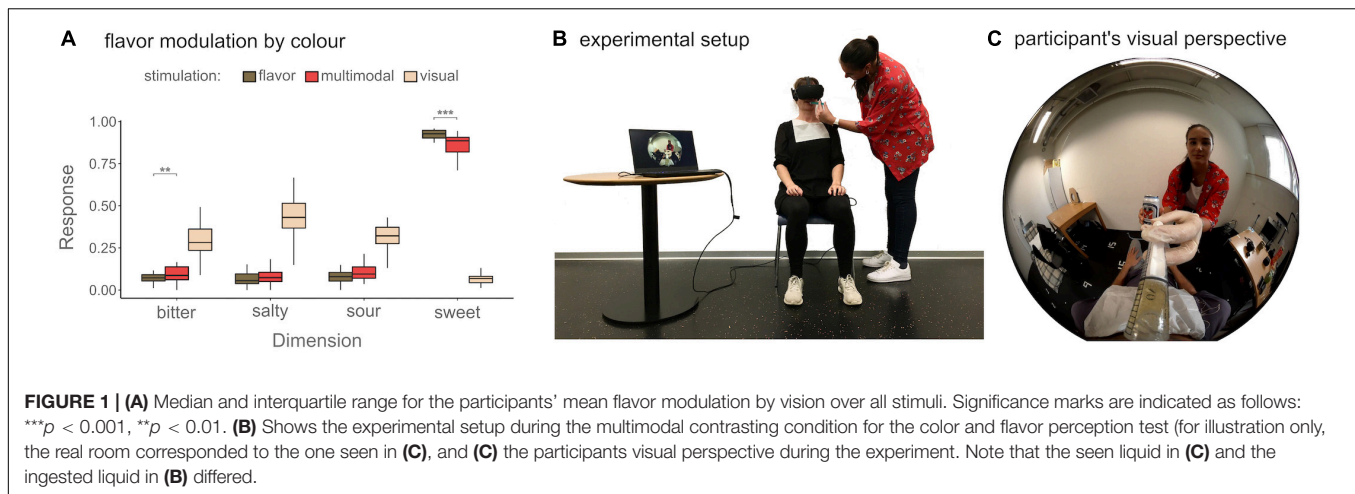 A flavor modulation by colour
stimulation: flavor multimodal visual
1.00
0.75
0.50
0.25
0.00
Response
**
***
bitter salty sour sweet
Dimension
B experimental setup
C participant's visual perspective
FIGURE 1 | (A) Median and interquartile range for the participants' mean flavor modulation by vision over all stimuli. Significance marks are indicated as follows:
***p < 0.001, **p < 0.01. (B) Shows the experimental setup during the multimodal contrasting condition for the color and flavor perception test (for illustration only,
the real room corresponded to the one seen in (C), and (C) the participants visual perspective during the experiment. Note that the seen liquid in (C) and the
ingested liquid in (B) differed.